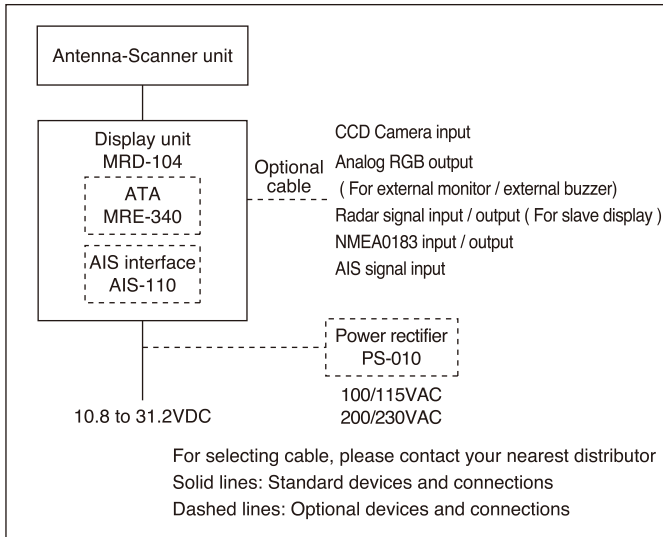 Antenna-Scanner unit
Display unit
MRD-104
ATA
MRE-340
AIS interface
AIS-110
Optional
cable
CCD Camera input
Analog RGB output
( For external monitor / external buzzer)
Radar signal input / output ( For slave display )
NMEA0183 input / output
AIS signal input
Power rectifier
PS-010
100/115VAC
200/230VAC
10.8 to 31.2VDC
For selecting cable, please contact your nearest distributor
Solid lines: Standard devices and connections
Dashed lines: Optional devices and connections